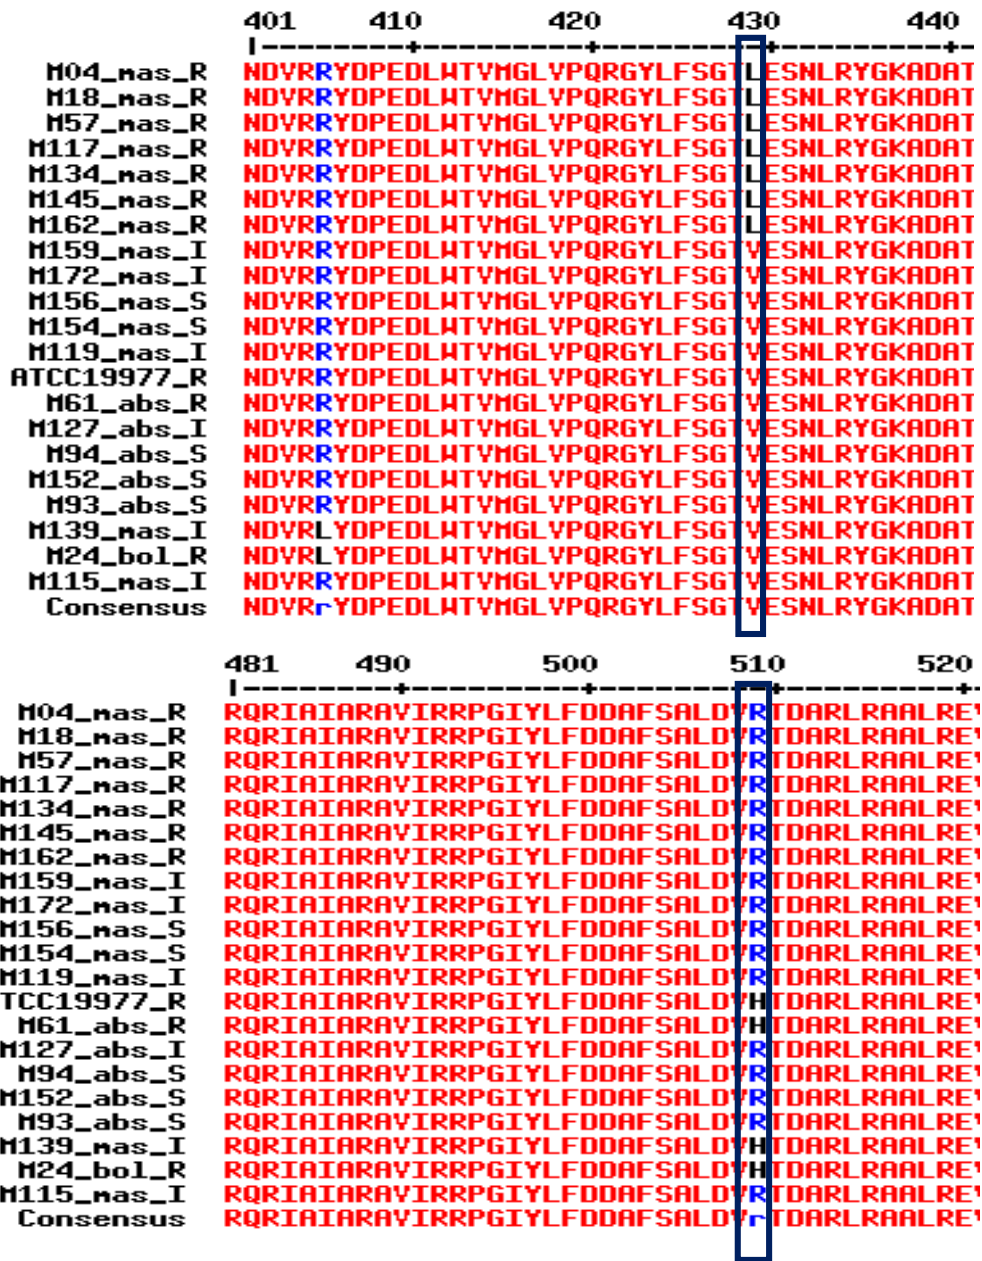 401 410 420 430 440
|--------+---------+---------+---------+-
M04_mas_R NDVRRYDPEDLWTVMGLVPQRGYLFSGTLESNLRYGKADAT
M18_mas_R NDVRRYDPEDLWTVMGLVPQRGYLFSGTLESNLRYGKADAT
M57_mas_R NDVRRYDPEDLWTVMGLVPQRGYLFSGTLESNLRYGKADAT
M117_mas_R NDVRRYDPEDLWTVMGLVPQRGYLFSGTLESNLRYGKADAT
M134_mas_R NDVRRYDPEDLWTVMGLVPQRGYLFSGTLESNLRYGKADAT
M145_mas_R NDVRRYDPEDLWTVMGLVPQRGYLFSGTLESNLRYGKADAT
M162_mas_R NDVRRYDPEDLWTVMGLVPQRGYLFSGTLESNLRYGKADAT
M159_mas_I NDVRRYDPEDLWTVMGLVPQRGYLFSGTVESNLRYGKADAT
M172_mas_I NDVRRYDPEDLWTVMGLVPQRGYLFSGTVESNLRYGKADAT
M156_mas_S NDVRRYDPEDLWTVMGLVPQRGYLFSGTVESNLRYGKADAT
M154_mas_S NDVRRYDPEDLWTVMGLVPQRGYLFSGTVESNLRYGKADAT
M119_mas_I NDVRRYDPEDLWTVMGLVPQRGYLFSGTVESNLRYGKADAT
ATCC19977_R NDVRRYDPEDLWTVMGLVPQRGYLFSGTVESNLRYGKADAT
M61_abs_R NDVRRYDPEDLWTVMGLVPQRGYLFSGTVESNLRYGKADAT
M127_abs_I NDVRRYDPEDLWTVMGLVPQRGYLFSGTVESNLRYGKADAT
M94_abs_S NDVRRYDPEDLWTVMGLVPQRGYLFSGTVESNLRYGKADAT
M152_abs_S NDVRRYDPEDLWTVMGLVPQRGYLFSGTVESNLRYGKADAT
M93_abs_S NDVRRYDPEDLWTVMGLVPQRGYLFSGTVESNLRYGKADAT
M139_mas_I NDVRLYDPEDLWTVMGLVPQRGYLFSGTVESNLRYGKADAT
M24_bol_R NDVRLYDPEDLWTVMGLVPQRGYLFSGTVESNLRYGKADAT
M115_mas_I NDVRRYDPEDLWTVMGLVPQRGYLFSGTVESNLRYGKADAT
Consensus NDVRrYDPEDLWTVMGLVPQRGYLFSGTVESNLRYGKADAT
481 490 500 510 520
|--------+---------+---------+---------+
M04_mas_R RQRIAIARAVIRRPGIYLFDDAFSALDVRTDARLRAALRE
M18_mas_R RQRIAIARAVIRRPGIYLFDDAFSALDVRTDARLRAALRE
M57_mas_R RQRIAIARAVIRRPGIYLFDDAFSALDVRTDARLRAALRE
M117_mas_R RQRIAIARAVIRRPGIYLFDDAFSALDVRTDARLRAALRE
M134_mas_R RQRIAIARAVIRRPGIYLFDDAFSALDVRTDARLRAALRE
M145_mas_R RQRIAIARAVIRRPGIYLFDDAFSALDVRTDARLRAALRE
M162_mas_R RQRIAIARAVIRRPGIYLFDDAFSALDVRTDARLRAALRE
M159_mas_I RQRIAIARAVIRRPGIYLFDDAFSALDVRTDARLRAALRE
M172_mas_I RQRIAIARAVIRRPGIYLFDDAFSALDVRTDARLRAALRE
M156_mas_S RQRIAIARAVIRRPGIYLFDDAFSALDVRTDARLRAALRE
M154_mas_S RQRIAIARAVIRRPGIYLFDDAFSALDVRTDARLRAALRE
M119_mas_I RQRIAIARAVIRRPGIYLFDDAFSALDVRTDARLRAALRE
TCC19977_R RQRIAIARAVIRRPGIYLFDDAFSALDVHTDARLRAALRE
M61_abs_R RQRIAIARAVIRRPGIYLFDDAFSALDVHTDARLRAALRE
M127_abs_I RQRIAIARAVIRRPGIYLFDDAFSALDVRTDARLRAALRE
M94_abs_S RQRIAIARAVIRRPGIYLFDDAFSALDVRTDARLRAALRE
M152_abs_S RQRIAIARAVIRRPGIYLFDDAFSALDVRTDARLRAALRE
M93_abs_S RQRIAIARAVIRRPGIYLFDDAFSALDVRTDARLRAALRE
M139_mas_I RQRIAIARAVIRRPGIYLFDDAFSALDVHTDARLRAALRE
M24_bol_R RQRIAIARAVIRRPGIYLFDDAFSALDVHTDARLRAALRE
M115_mas_I RQRIAIARAVIRRPGIYLFDDAFSALDVRTDARLRAALRE
Consensus RQRIAIARAVIRRPGIYLFDDAFSALDVrTDARLRAALRE